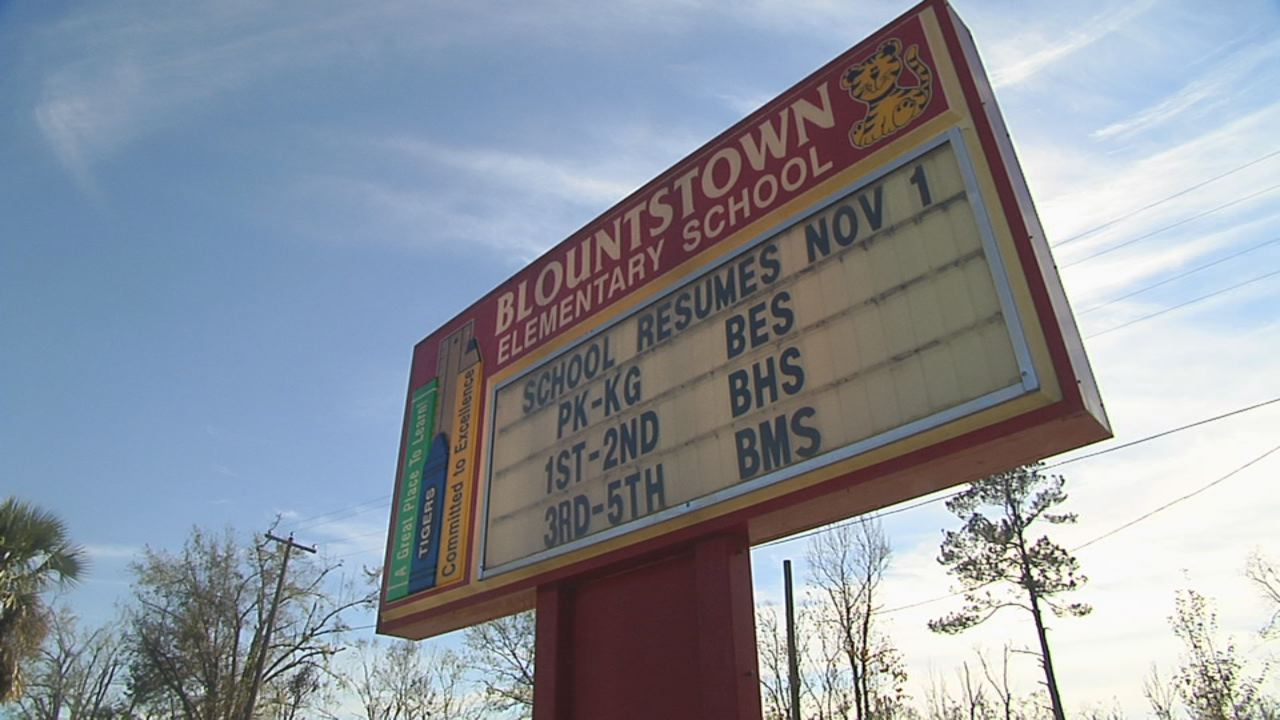 BLOUNTSTOWN
ELEMENTARY SCHOOL
SCHOOL RESUMES NOV 1
PK-KG BES
1ST-2ND BHS
3RD-5TH BMS
A Great Place To Learn!
TIGERS
Committed to Excellence